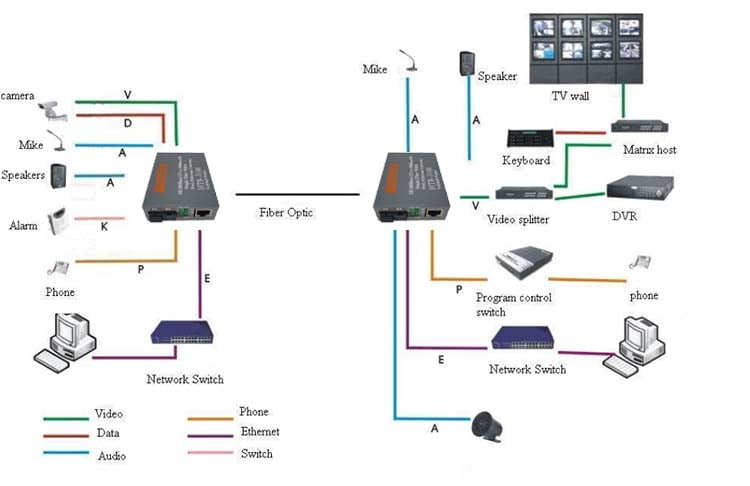 Mike
Speaker
TV wall
camera
V
D
A
A
Mike
A
Keyboard
Matrix host
Speakers
A
Fiber Optic
V
Video splitter
DVR
Alarm
K
P
E
Phone
P
Program control
switch
phone
Network Switch
E
Network Switch
Video
Phone
Data
Ethernet
Audio
Switch
A